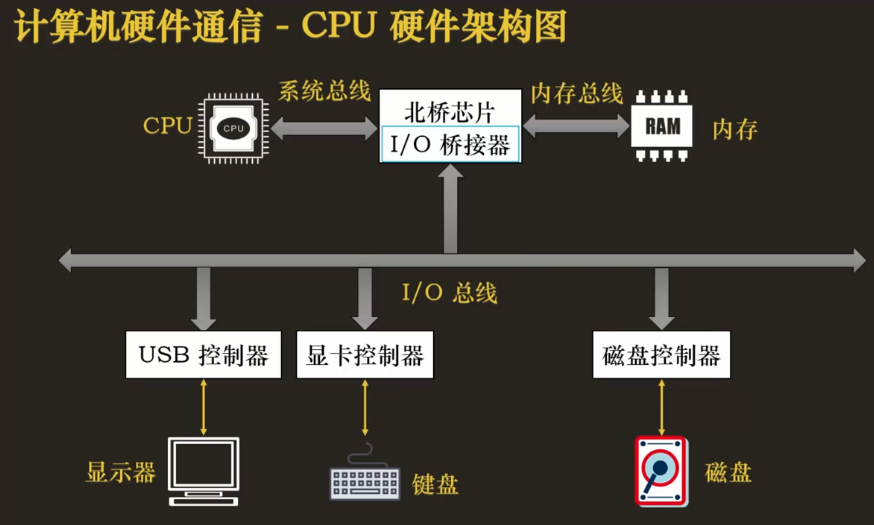 计算机硬件通信 - CPU 硬件架构图
系统总线
内存总线
CPU
CPU
北桥芯片
I/O 桥接器
RAM
内存
I/O 总线
USB 控制器
显卡控制器
磁盘控制器
显示器
键盘
磁盘